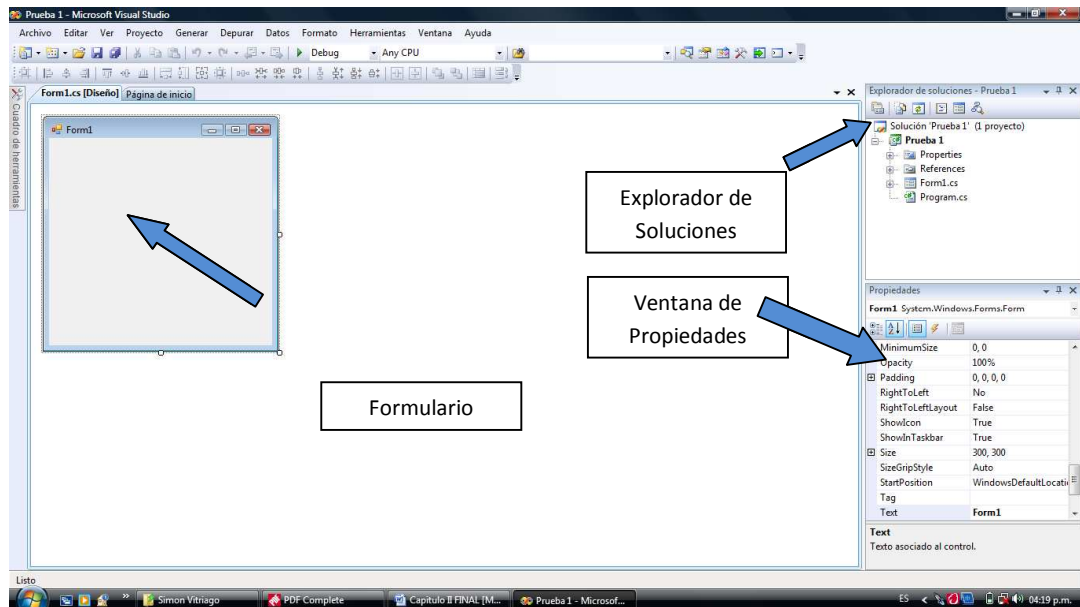 Prueba 1 - Microsoft Visual Studio
Archivo Editar Ver Proyecto Generar Depurar Datos Formato Herramientas Ventana Ayuda
Debug Any CPU
Form1.cs [Diseño] Página de inicio
Cuadro de herramientas
Form1
Explorador de Soluciones
Ventana de Propiedades
Formulario
Explorador de soluciones - Prueba 1
Solución 'Prueba 1' (1 proyecto)
Prueba 1
Properties
References
Form1.cs
Program.cs
Propiedades
Form1 System.Windows.Forms.Form
MinimumSize 0, 0
Opacity 100%
Padding 0, 0, 0, 0
RightToLeft No
RightToLeftLayout False
ShowIcon True
ShowInTaskbar True
Size 300, 300
SizeGripStyle Auto
StartPosition WindowsDefaultLocati
Tag
Text Form1
Text
Texto asociado al control.
Listo
Simon Vitriago PDF Complete Capitulo II FINAL [M... Prueba 1 - Microsof... ES 04:19 p.m.